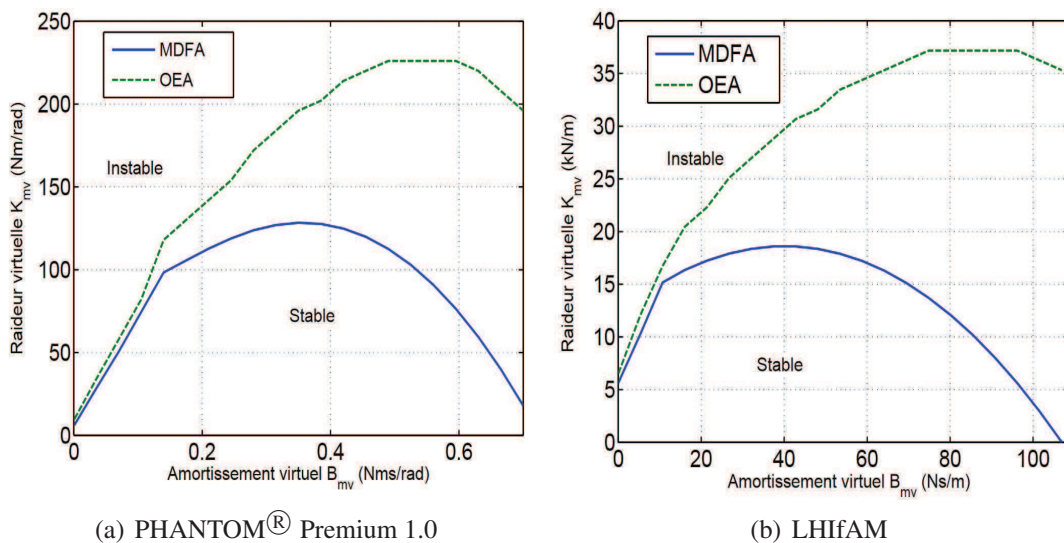 250
200
150
100
50
0
Raideur virtuelle K_mv (Nm/rad)
MDFA
OEA
Instable
Stable
0 0.2 0.4 0.6
Amortissement virtuel B_mv (Nms/rad)
(a) PHANTOM® Premium 1.0
40
35
30
25
20
15
10
5
0
Raideur virtuelle K_mv (kN/m)
MDFA
OEA
Instable
Stable
0 20 40 60 80 100
Amortissement virtuel B_mv (Ns/m)
(b) LHIfAM